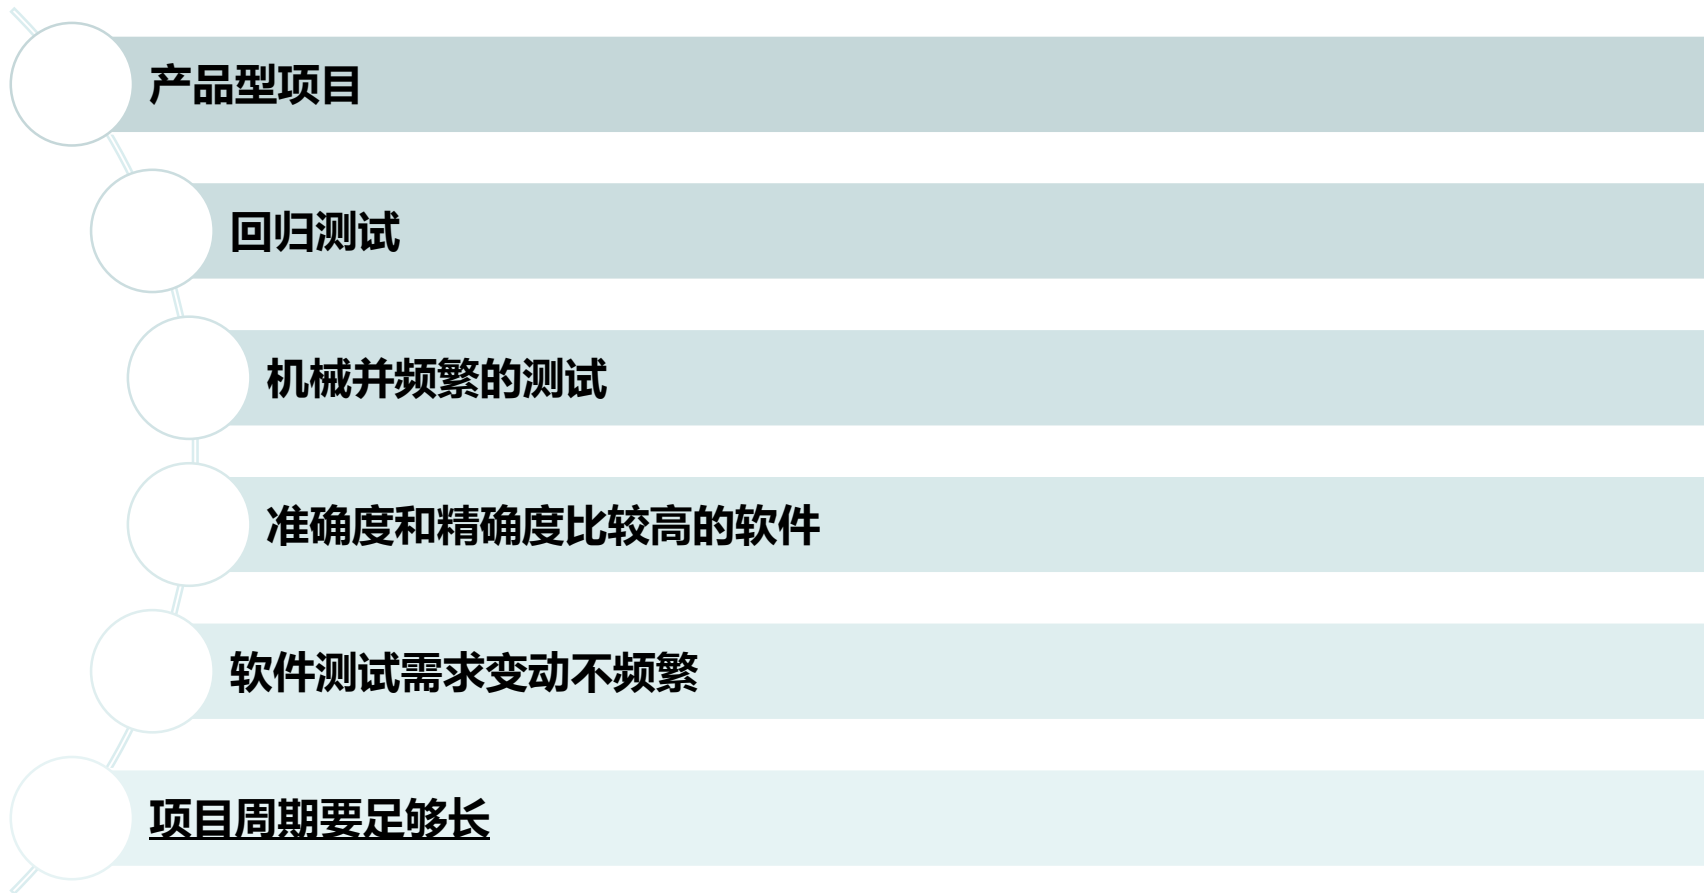 产品型项目
回归测试
机械并频繁的测试
准确度和精确度比较高的软件
软件测试需求变动不频繁
项目周期要足够长